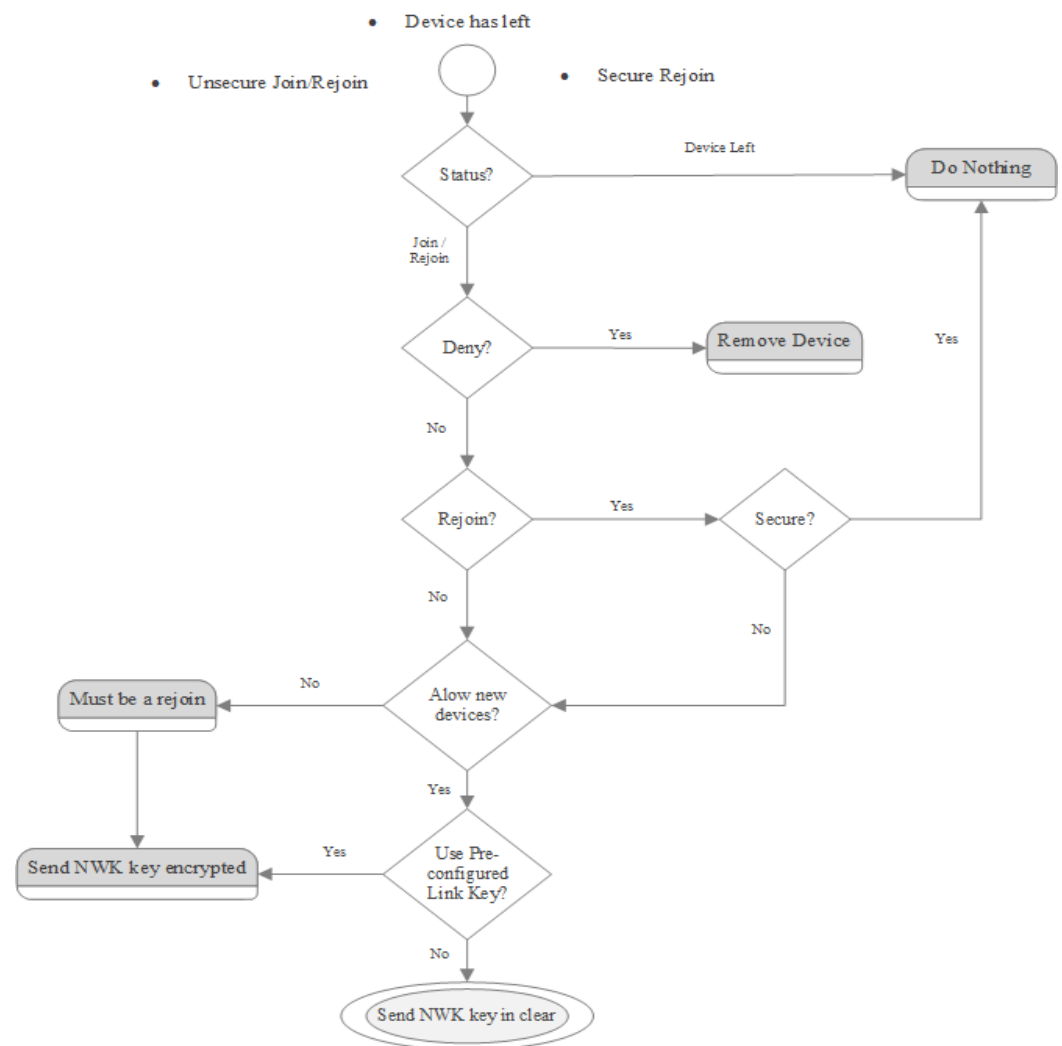 • Device has left
• Unsecure Join/Rejoin
• Secure Rejoin
Status?
Device Left
Do Nothing
Join /
Rejoin
Deny?
Yes
Remove Device
Yes
No
Rejoin?
Yes
Secure?
No
No
Must be a rejoin
No
Alow new
devices?
Yes
Send NWK key encrypted
Yes
Use Pre-
configured
Link Key?
No
Send NWK key in clear